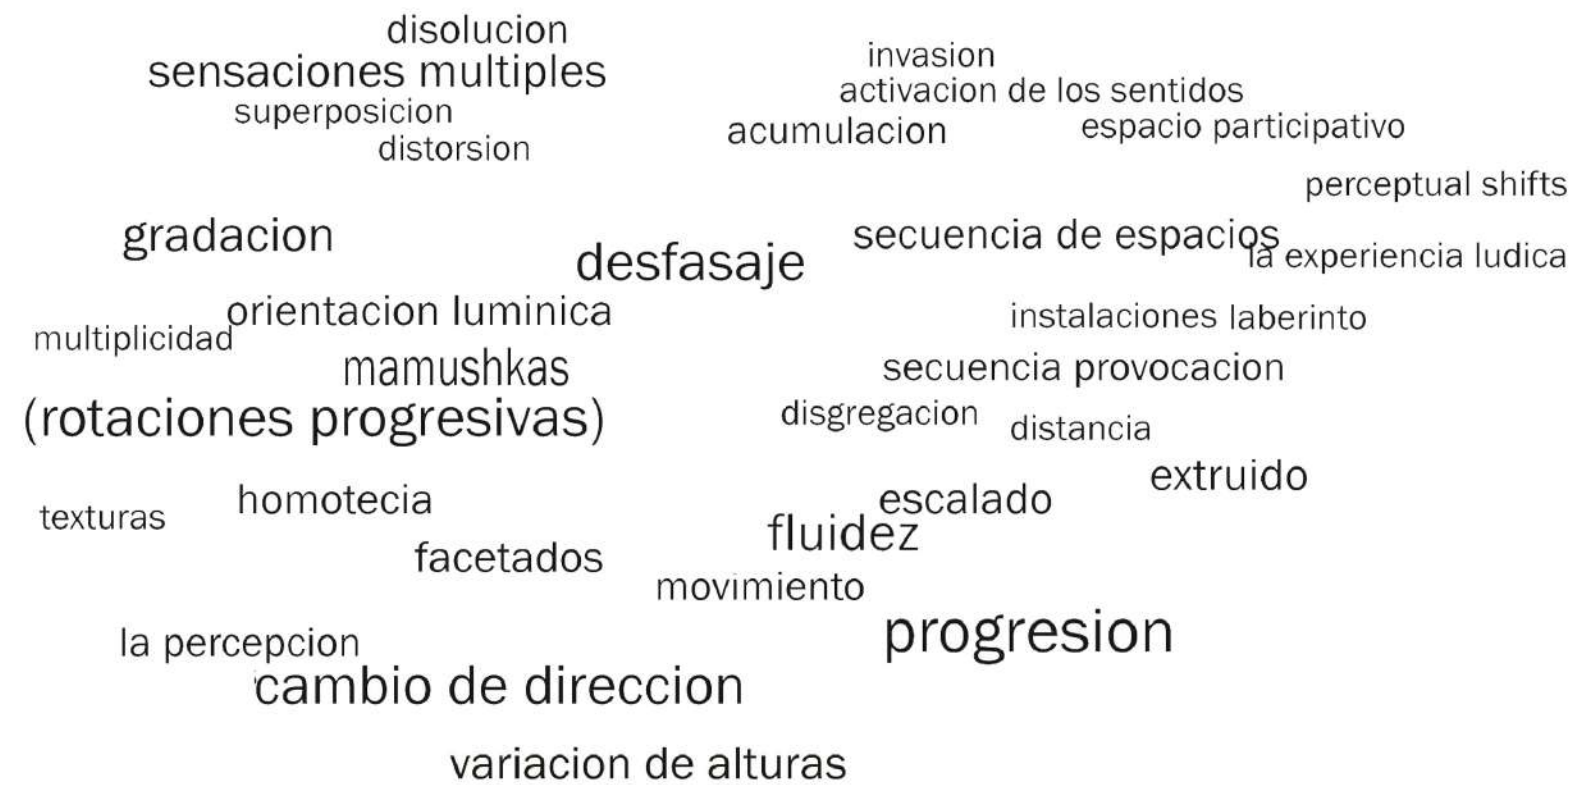 disolucion
sensaciones multiples
superposicion
distorsion
invasion
activacion de los sentidos
acumulacion
espacio participativo
perceptual shifts
gradacion
desfasaje
secuencia de espacios
la experiencia ludica
orientacion luminica
multiplicidad
mamushkas
(rotaciones progresivas)
instalaciones laberinto
secuencia provocacion
disgregacion
distancia
extruido
texturas
homotecia
escalado
fluidez
facetados
movimiento
progresion
la percepcion
cambio de direccion
variacion de alturas